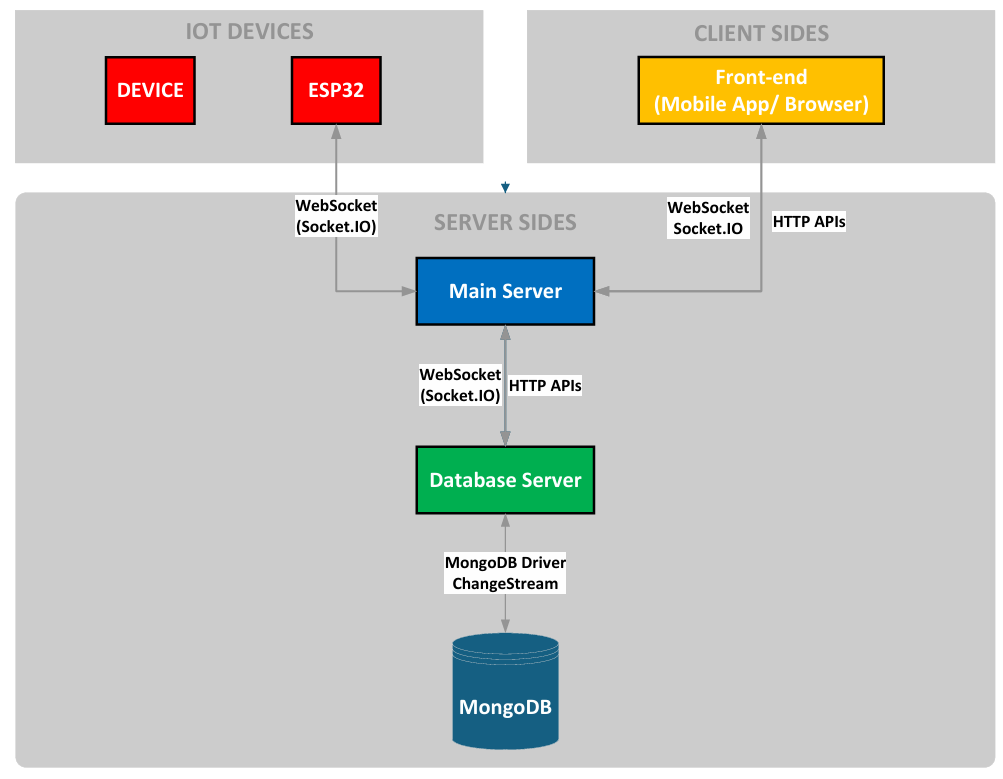 IOT DEVICES
DEVICE
ESP32
CLIENT SIDES
Front-end
(Mobile App/ Browser)
WebSocket
(Socket.IO)
WebSocket
Socket.IO
HTTP APIs
SERVER SIDES
Main Server
WebSocket
(Socket.IO)
HTTP APIs
Database Server
MongoDB Driver
ChangeStream
MongoDB